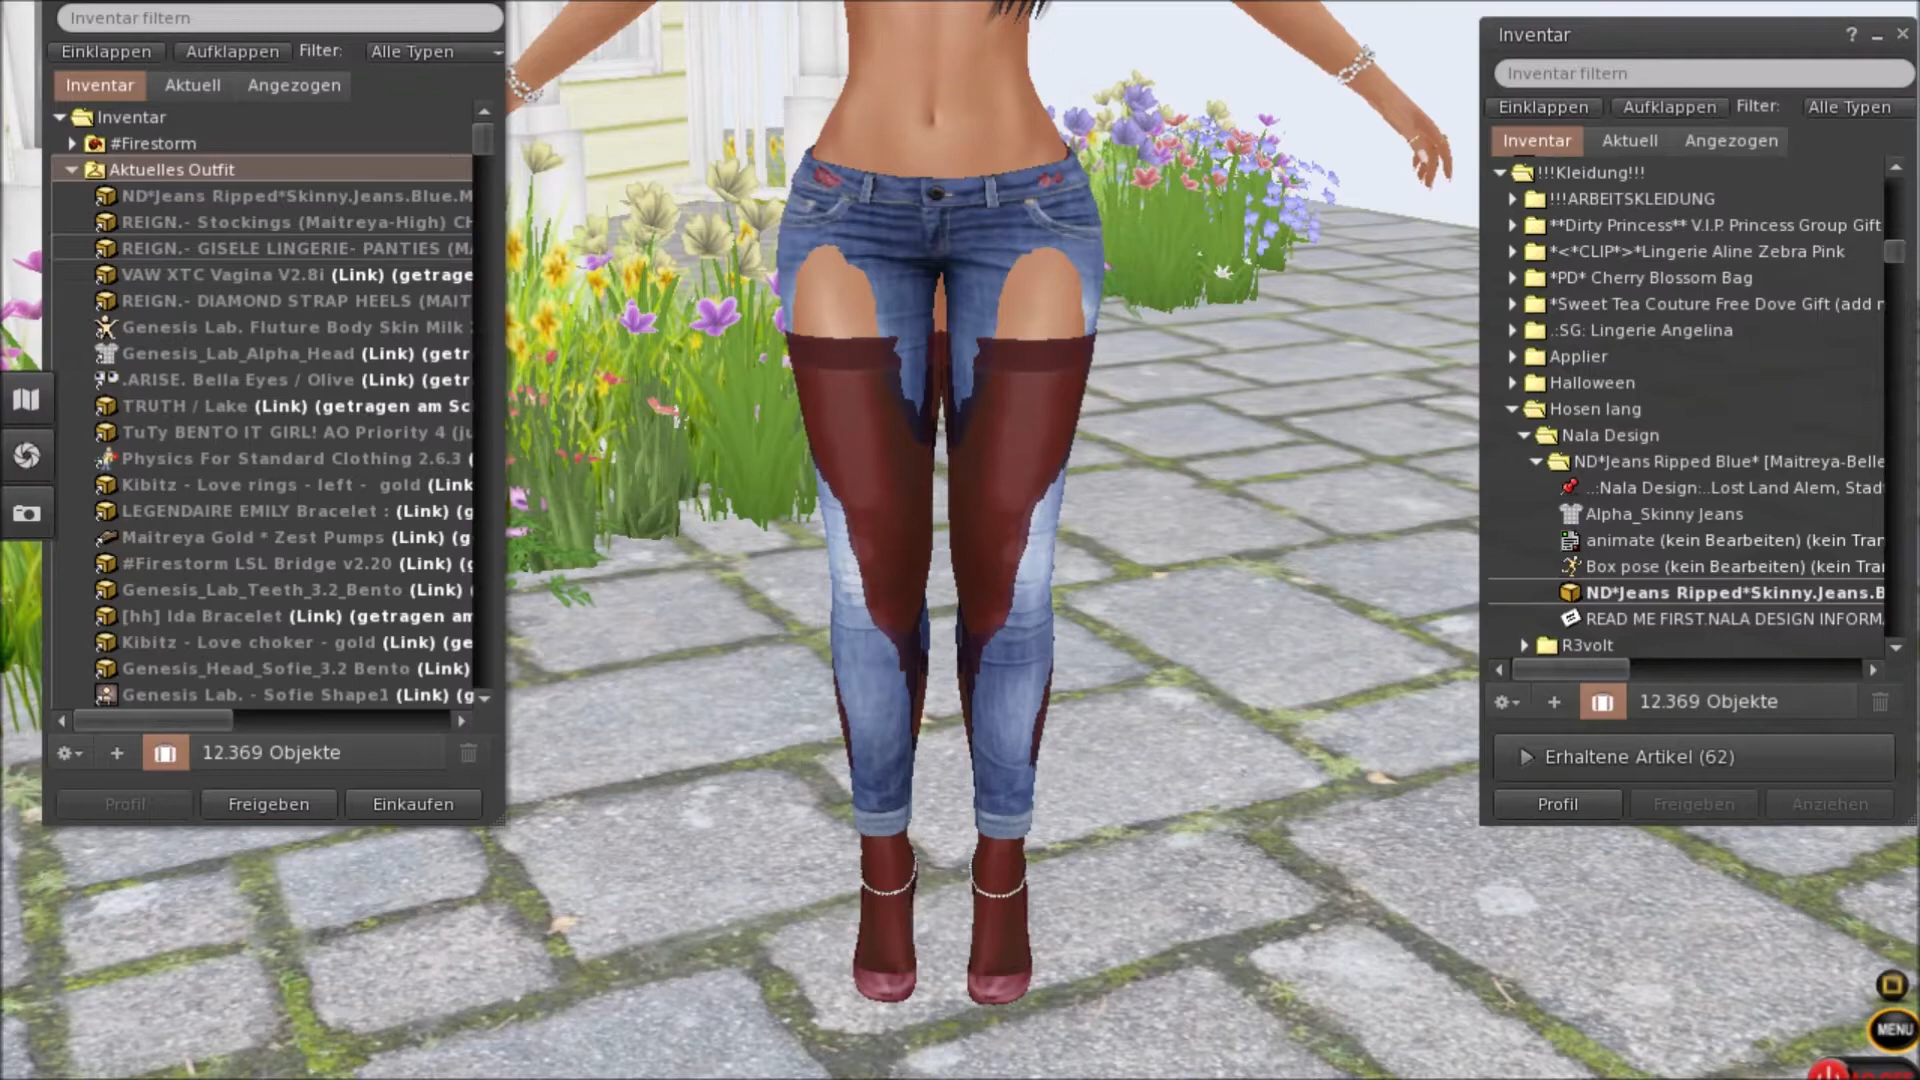 Inventar filtern
Einklappen Aufklappen Filter: Alle Typen
Inventar Aktuell Angezogen
Inventar
#Firestorm
Aktuelles Outfit
ND*Jeans Ripped*Skinny.Jeans.Blue.M
REIGN.- Stockings (Maitreya-High) CH
REIGN.- GISELE LINGERIE- PANTIES (MA
VAW XTC Vagina V2.8i (Link) (getrage
REIGN.- DIAMOND STRAP HEELS (MAIT
Genesis Lab. Fluture Body Skin Milk
Genesis_Lab_Alpha_Head (Link) (getr
.ARISE. Bella Eyes / Olive (Link) (getr
TRUTH / Lake (Link) (getragen am Sc
TuTy BENTO IT GIRL! AO Priority 4 (ju
Physics For Standard Clothing 2.6.3 (
Kibitz - Love rings - left - gold (Link
LEGENDAIRE EMILY Bracelet : (Link) (g
Maitreya Gold * Zest Pumps (Link) (g
#Firestorm LSL Bridge v2.20 (Link) (g
Genesis_Lab_Teeth_3.2_Bento (Link) (
[hh] Ida Bracelet (Link) (getragen am
Kibitz - Love choker - gold (Link) (ge
Genesis_Head_Sofie_3.2 Bento (Link)
Genesis Lab. - Sofie Shape1 (Link) (g
12.369 Objekte
Profil Freigeben Einkaufen
Inventar ?
Inventar filtern
Einklappen Aufklappen Filter: Alle Typen
Inventar Aktuell Angezogen
!!!Kleidung!!!
!!!ARBEITSKLEIDUNG
**Dirty Princess** V.I.P. Princess Group Gift
*<*CLIP*>*Lingerie Aline Zebra Pink
*PD* Cherry Blossom Bag
*Sweet Tea Couture Free Dove Gift (add r
.:SG: Lingerie Angelina
Applier
Halloween
Hosen lang
Nala Design
ND*Jeans Ripped Blue* [Maitreya-Belle
..:Nala Design:..Lost Land Alem, Stad
Alpha_Skinny Jeans
animate (kein Bearbeiten) (kein Tran
Box pose (kein Bearbeiten) (kein Tra
ND*Jeans Ripped*Skinny.Jeans.B
READ ME FIRST.NALA DESIGN INFORM
R3volt
12.369 Objekte
Erhaltene Artikel (62)
Profil Freigeben Anziehen
MENU